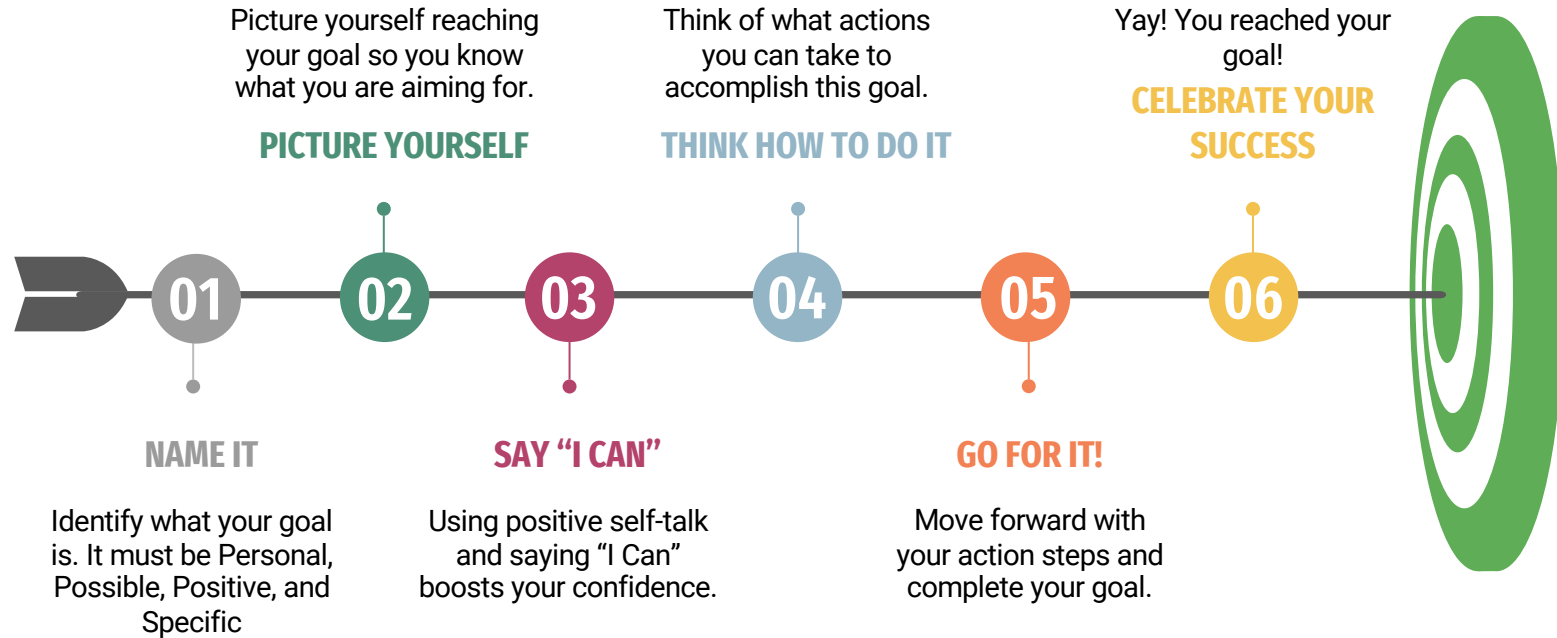 01
NAME IT
Identify what your goal
is. It must be Personal,
Possible, Positive, and
Specific
Picture yourself reaching
your goal so you know
what you are aiming for.
PICTURE YOURSELF
02
03
SAY “I CAN”
Using positive self-talk
and saying “I Can”
boosts your confidence.
Think of what actions
you can take to
accomplish this goal.
THINK HOW TO DO IT
04
05
GO FOR IT!
Move forward with
your action steps and
complete your goal.
Yay! You reached your
goal!
CELEBRATE YOUR
SUCCESS
06